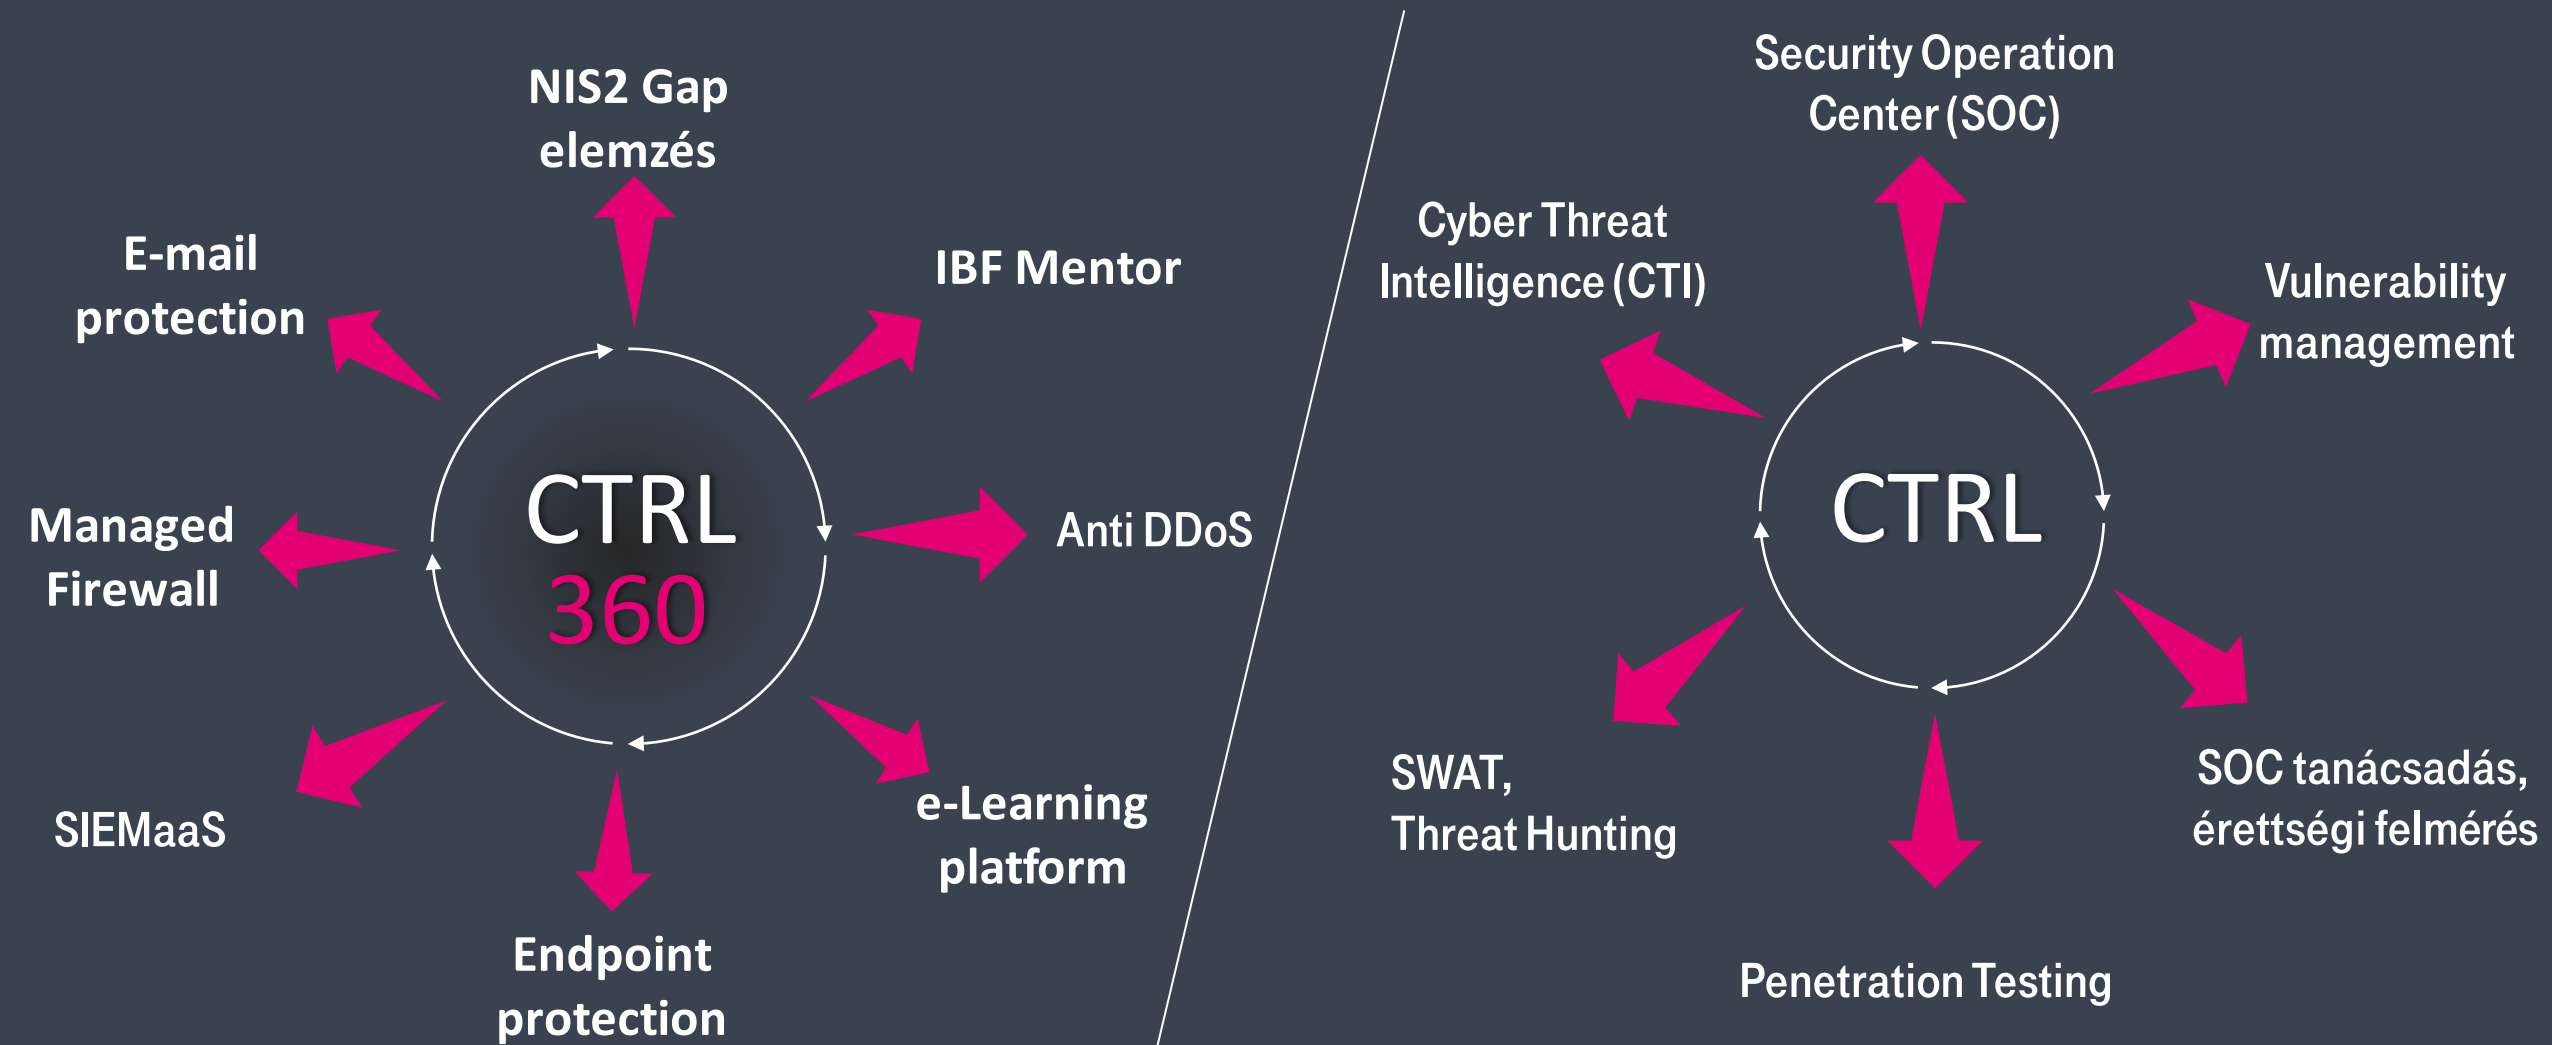 NIS2 Gap
elemzés
E-mail
protection
IBF Mentor
Managed
Firewall
CTRL
360
Anti DDoS
SIEMaaS
e-Learning
platform
Endpoint
protection
Security Operation
Center (SOC)
Cyber Threat
Intelligence (CTI)
Vulnerability
management
CTRL
SWAT,
Threat Hunting
SOC tanácsadás,
érettségi felmérés
Penetration Testing